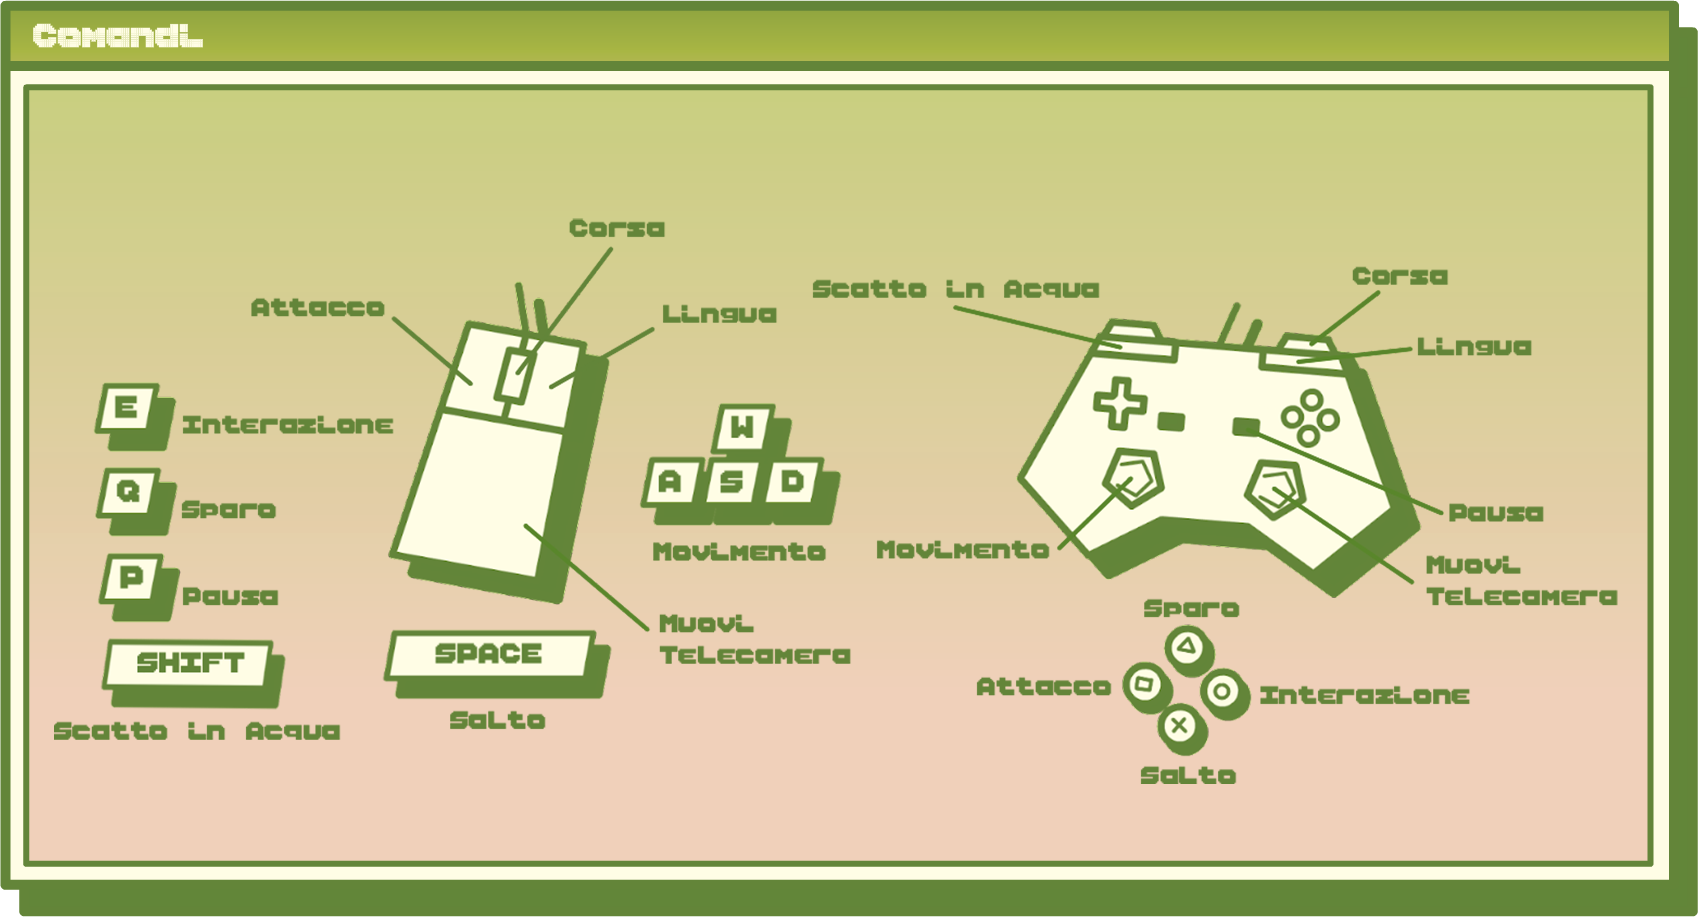 Comandi
Corsa
Attacco
Lingua
E
Interazione
Q
Sparo
P
Pausa
SHIFT
Scatto in Acqua
SPACE
Salto
W
A S D
Movimento
Muovi
Telecamera
Scatto in Acqua
Corsa
Lingua
Pausa
Movimento
Muovi
Telecamera
Sparo
Attacco
Interazione
Salto